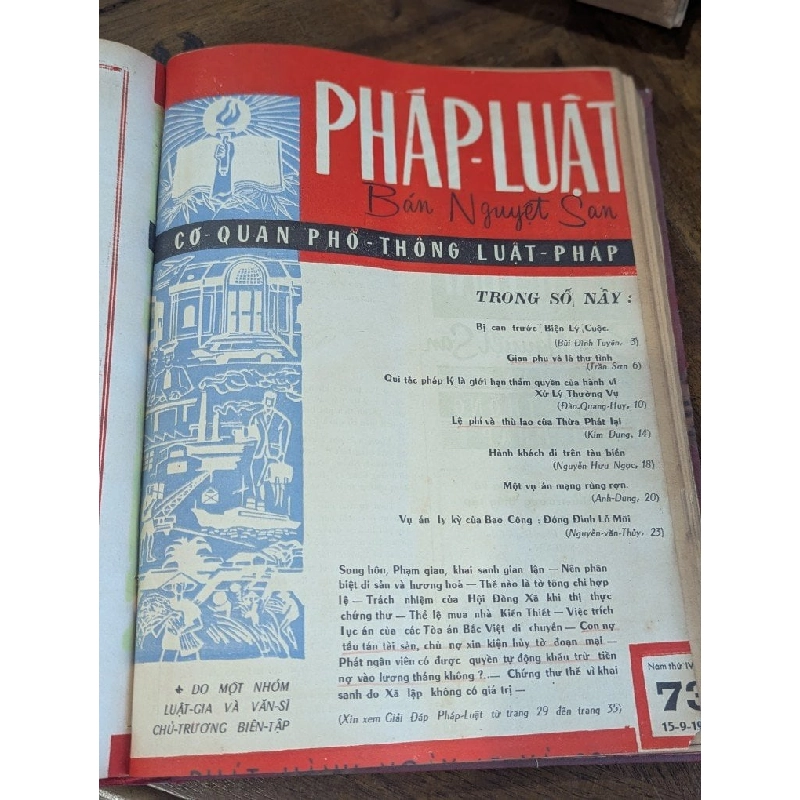 PHÁP-LUẬT
Bán Nguyệt San
CƠ-QUAN PHỔ-THÔNG LUẬT-PHÁP
TRONG SỐ NẦY :
Bị can trước Biện Lý Cuộc.
(Bùi Đình Tuyên, 3)
Gian phu và lá thư tình
(Trần Sơn 6)
Qui tắc pháp lý là giới hạn thẩm quyền của hành vi
Xử Lý Thường Vụ
(Đàn-Quang-Huy, 10)
Lệ phí và thù lao của Thừa Phát lại
(Kim Dung, 14)
Hành khách đi trên tàu biển
(Nguyễn Hưu Ngọc, 18)
Một vụ án mạng rùng rợn.
(Anh-Dung, 20)
Vụ án ly kỳ của Bao Công : Đóng Đinh Lỗ Mũi
(Nguyễn-văn-Thủy, 23)
Song hôn, Phạm gian, khai sanh gian lận — Nên phân
biệt di sản và hương hoả — Thế nào là tờ tông chi hợp
lệ — Trách nhiệm của Hội Đồng Xã khi thị thực
chứng thư — Thể lệ mua nhà Kiến Thiết — Việc trích
lục án của các Tòa án Bắc Việt di chuyển — Con nợ
tẩu tán tài sản, chủ nợ xin kiện hủy tờ đoạn mại —
Phát ngân viên có được quyền tự động khấu trừ tiền
nợ vào lương tháng không ? — Chứng thư thế vì khai
sanh do Xã lập không có giá trị —
(Xin xem Giải Đáp Pháp-Luật từ trang 29 đến trang 35)
✦ DO MỘT NHÓM
LUẬT-GIA VÀ VĂN-SĨ
CHỦ-TRƯƠNG BIÊN-TẬP
Năm thứ IV
73
15-9-19